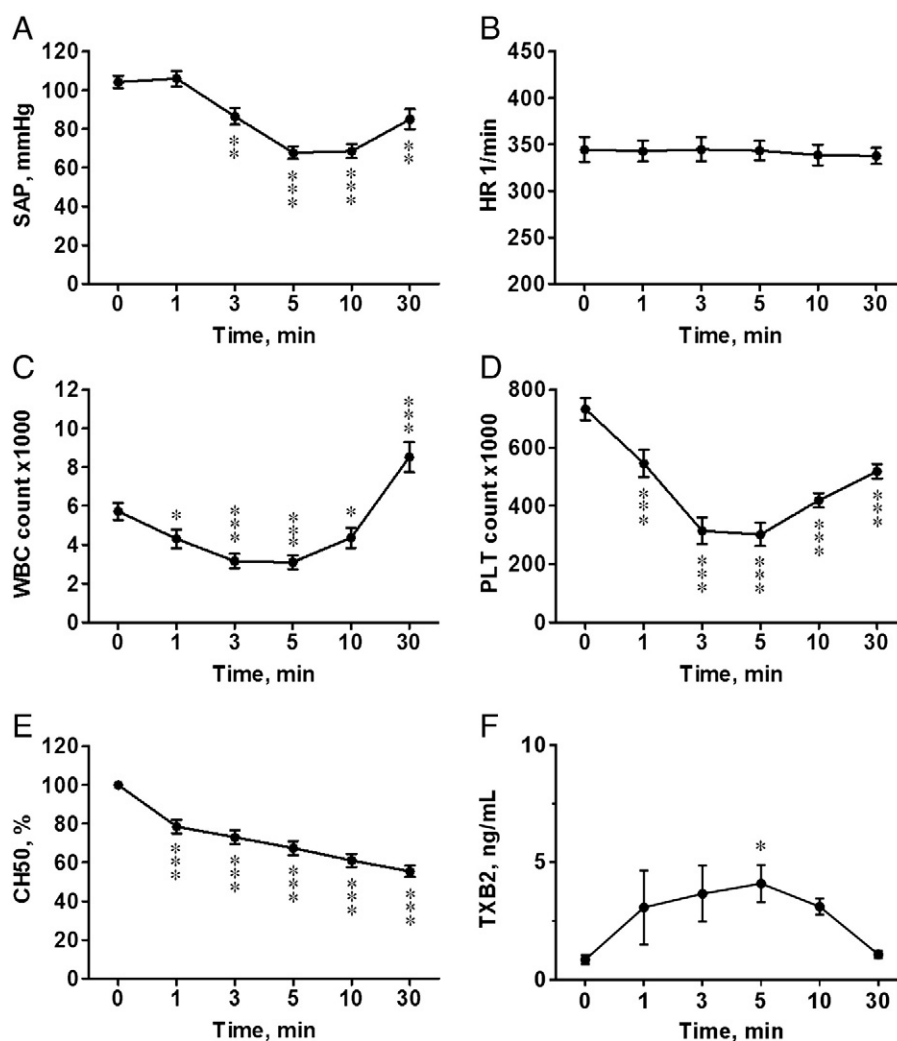 A
SAP, mmHg
120
100
80
60
40
20
0
**
***
***
**
0 1 3 5 10 30
Time, min
B
HR 1/min
450
400
350
300
250
200
0 1 3 5 10 30
Time, min
C
WBC count x1000
12
10
8
6
4
2
0
*
***
***
*
***
0 1 3 5 10 30
Time, min
D
PLT count x1000
800
600
400
200
0
***
***
***
***
***
0 1 3 5 10 30
Time, min
E
CH50, %
120
100
80
60
40
20
0
***
***
***
***
***
0 1 3 5 10 30
Time, min
F
TXB2, ng/mL
10
5
0
*
0 1 3 5 10 30
Time, min